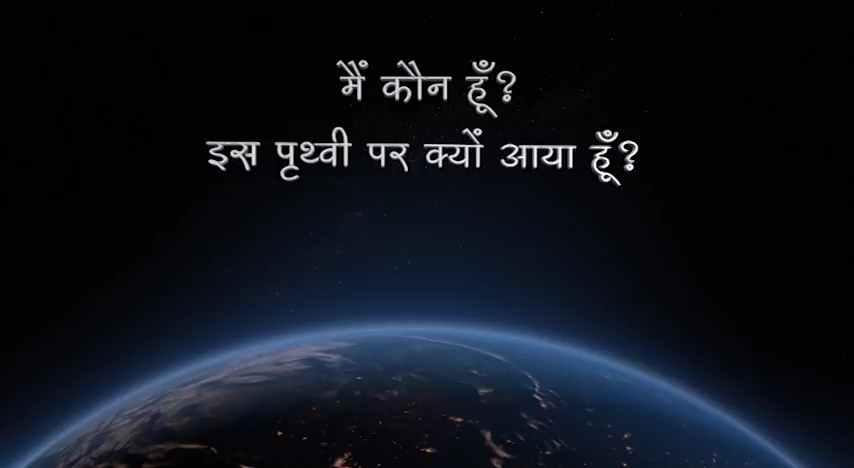 मैं कौन हूँ?
इस पृथ्वी पर क्यों आया हूँ?